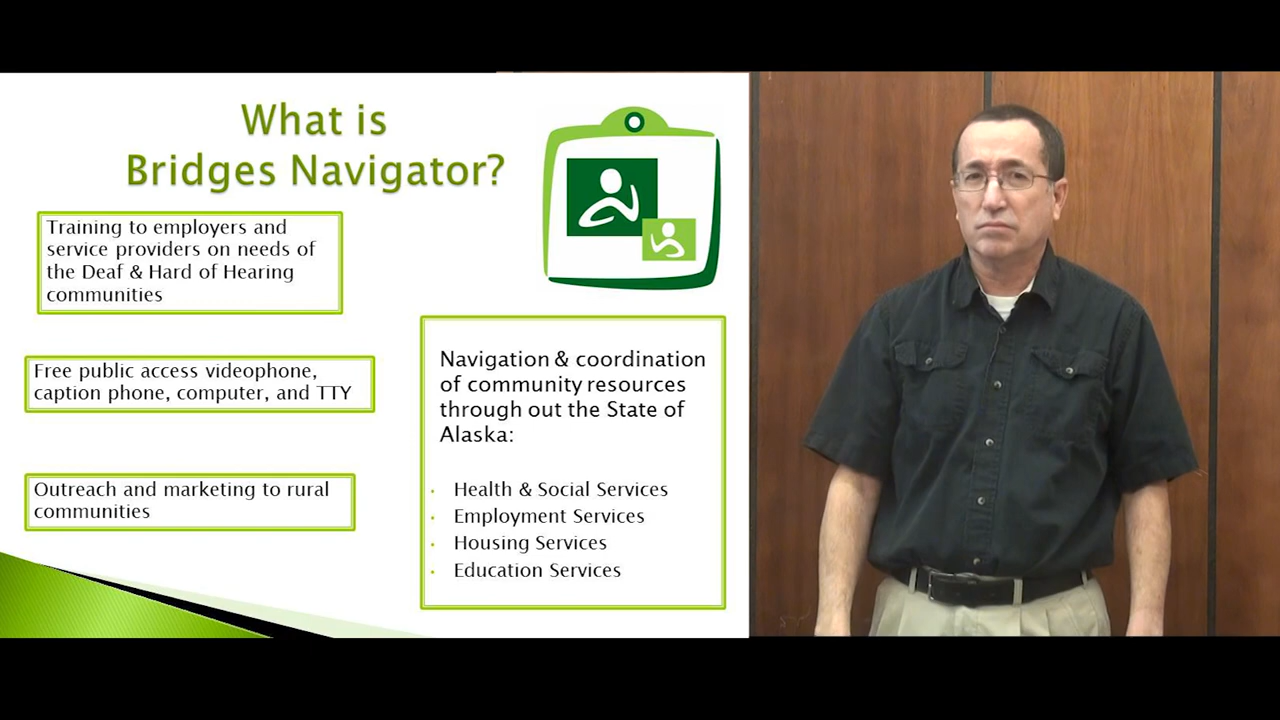 What is
Bridges Navigator?
Training to employers and
service providers on needs of
the Deaf & Hard of Hearing
communities
Free public access videophone,
caption phone, computer, and TTY
Outreach and marketing to rural
communities
Navigation & coordination
of community resources
through out the State of
Alaska:
• Health & Social Services
• Employment Services
• Housing Services
• Education Services